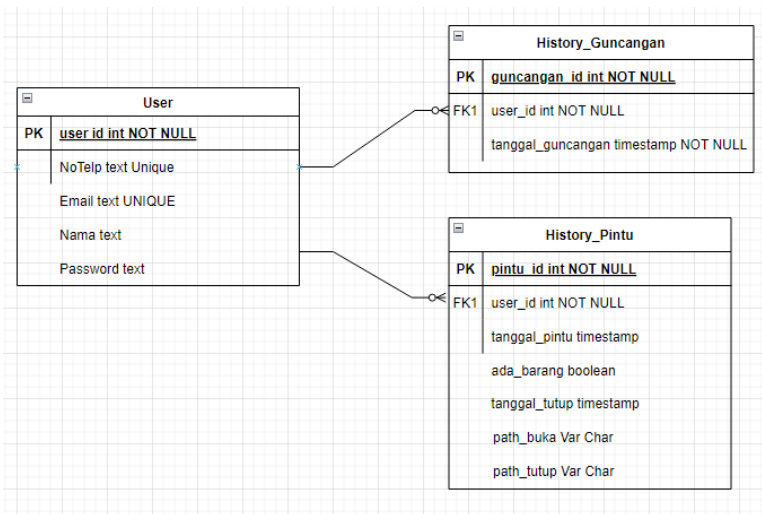 User
PK user id int NOT NULL
NoTelp text Unique
Email text UNIQUE
Nama text
Password text
History_Guncangan
PK guncangan_id int NOT NULL
FK1 user_id int NOT NULL
tanggal_guncangan timestamp NOT NULL
History_Pintu
PK pintu_id int NOT NULL
FK1 user_id int NOT NULL
tanggal_pintu timestamp
ada_barang boolean
tanggal_tutup timestamp
path_buka Var Char
path_tutup Var Char